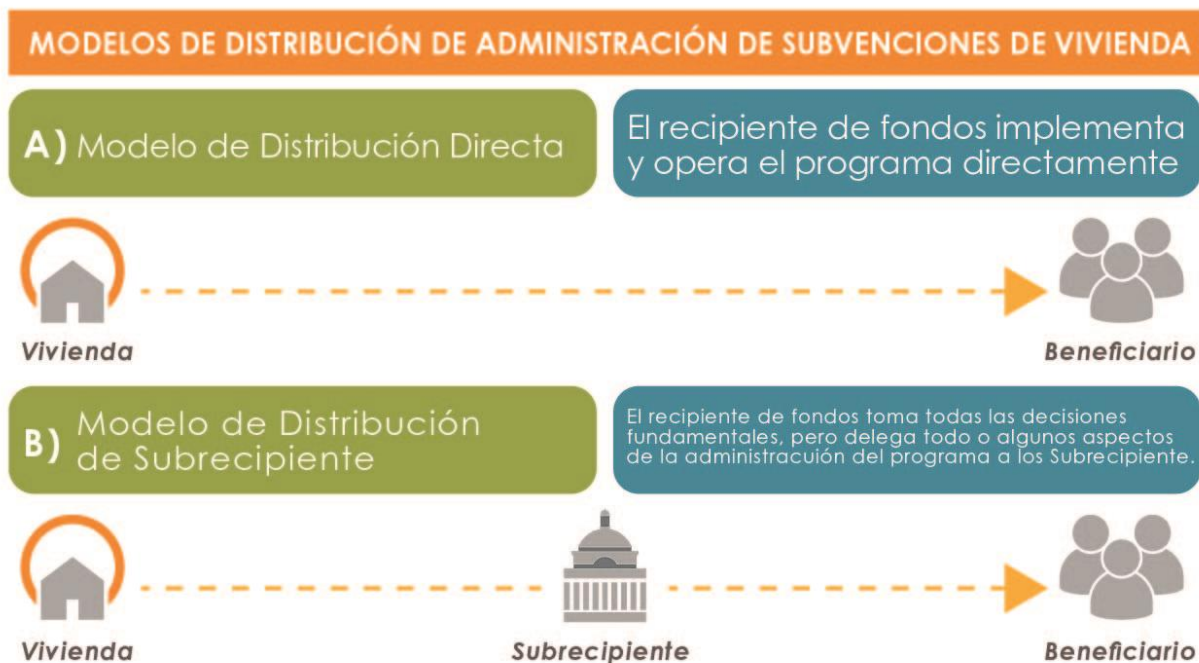 MODELOS DE DISTRIBUCIÓN DE ADMINISTRACIÓN DE SUBVENCIONES DE VIVIENDA
A) Modelo de Distribución Directa
El recipiente de fondos implementa
y opera el programa directamente
Vivienda
Beneficiario
B) Modelo de Distribución
de Subrecipiente
El recipiente de fondos toma todas las decisiones
fundamentales, pero delega todo o algunos aspectos
de la administracuión del programa a los Subrecipiente.
Vivienda
Subrecipiente
Beneficiario